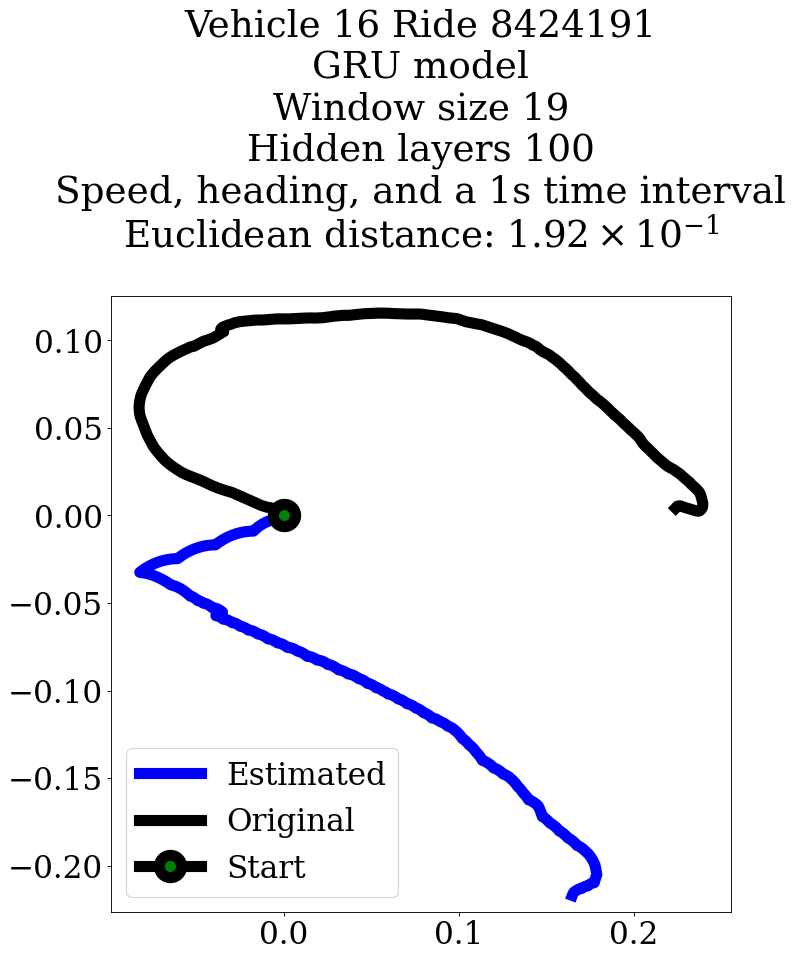 Vehicle 16 Ride 8424191
GRU model
Window size 19
Hidden layers 100
Speed, heading, and a 1s time interval
Euclidean distance: 1.92 × 10⁻¹
0.10
0.05
0.00
−0.05
−0.10
−0.15
−0.20
Estimated
Original
Start
0.0 0.1 0.2